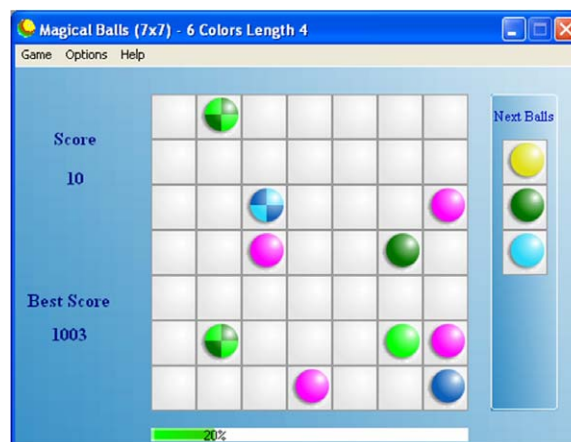 Magical Balls (7x7) - 6 Colors Length 4
Game Options Help
Next Balls
Score
10
Best Score
1003
20%